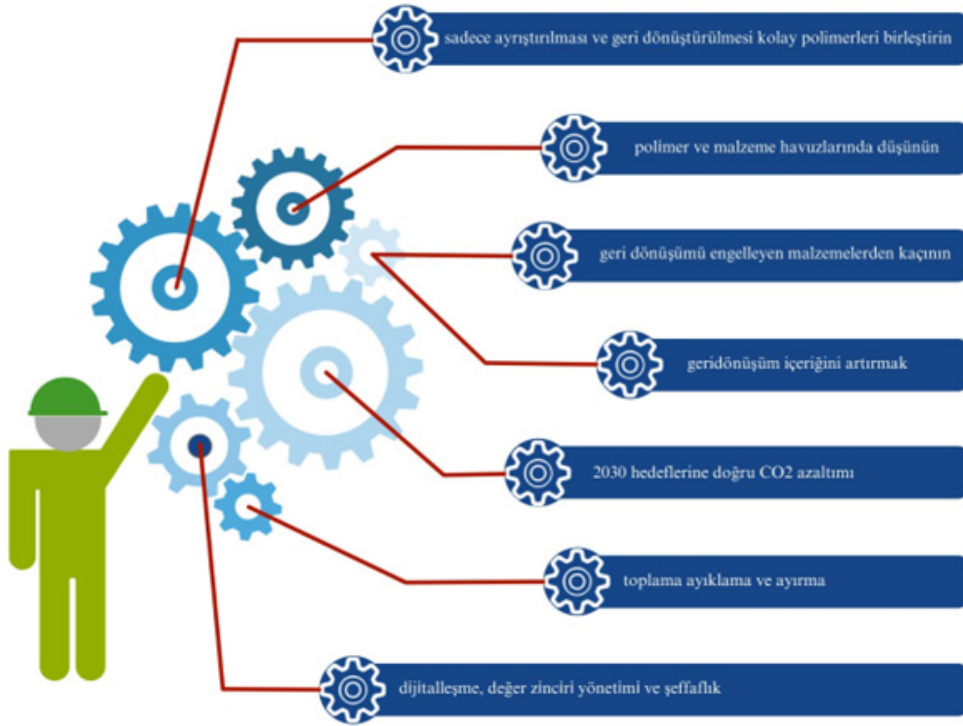 sadece ayrıştırılması ve geri dönüştürülmesi kolay polimerleri birleştirin
polimer ve malzeme havuzlarında düşünün
geri dönüşümü engelleyen malzemelerden kaçının
geridönüşüm içeriğini artırmak
2030 hedeflerine doğru CO2 azaltımı
toplama ayıklama ve ayırma
dijitalleşme, değer zinciri yönetimi ve şeffaflık